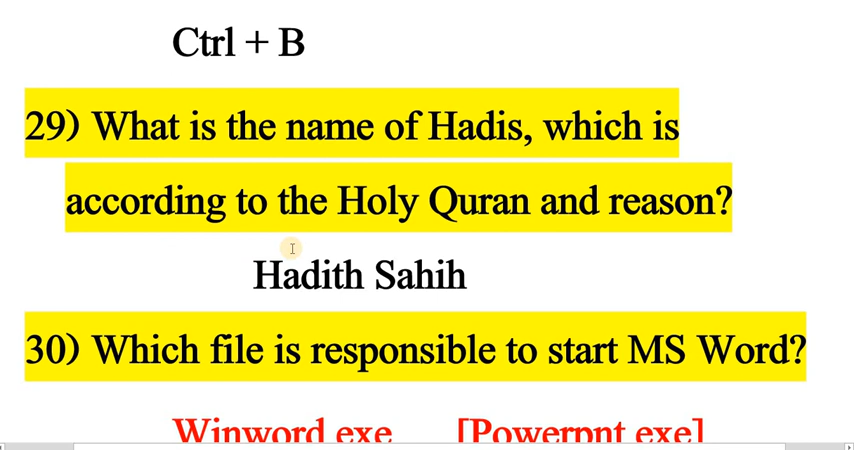 Ctrl + B
29) What is the name of Hadis, which is
according to the Holy Quran and reason?
Hadith Sahih
30) Which file is responsible to start MS Word?
Winword exe [Powerpnt exe]